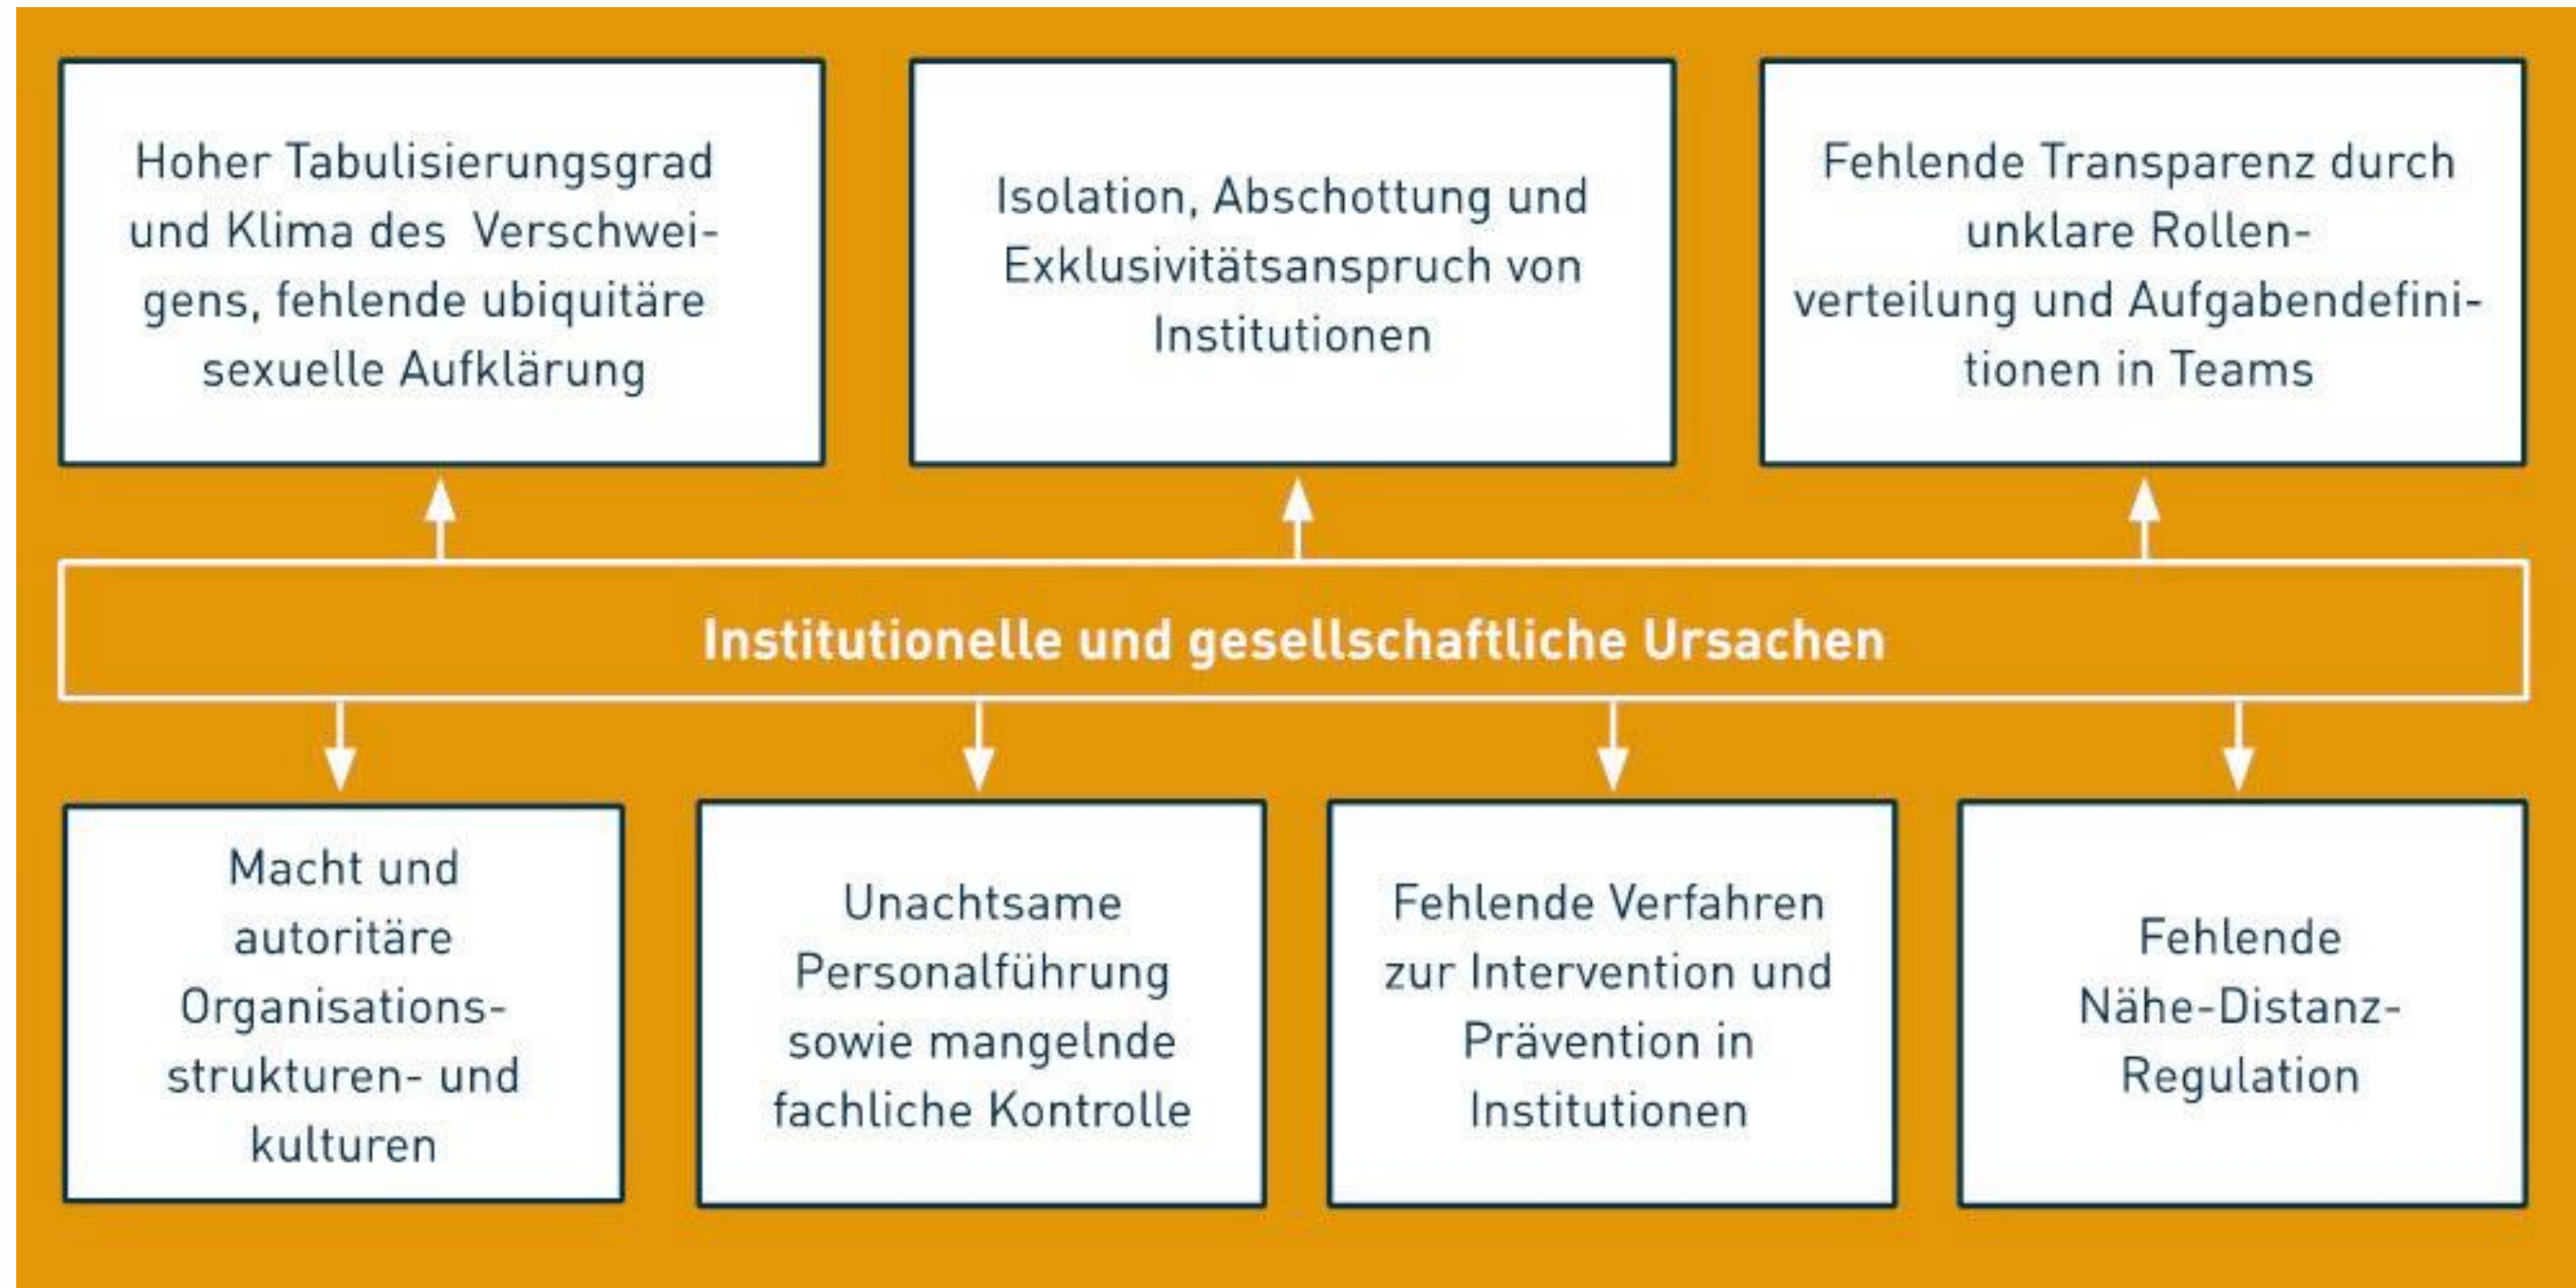 Hoher Tabulisierungsgrad
und Klima des Verschwei-
gens, fehlende ubiquitäre
sexuelle Aufklärung
Isolation, Abschottung und
Exklusivitätsanspruch von
Institutionen
Fehlende Transparenz durch
unklare Rollen-
verteilung und Aufgabendefini-
tionen in Teams
Institutionelle und gesellschaftliche Ursachen
Macht und
autoritäre
Organisations-
strukturen- und
kulturen
Unachtsame
Personalführung
sowie mangelnde
fachliche Kontrolle
Fehlende Verfahren
zur Intervention und
Prävention in
Institutionen
Fehlende
Nähe-Distanz-
Regulation